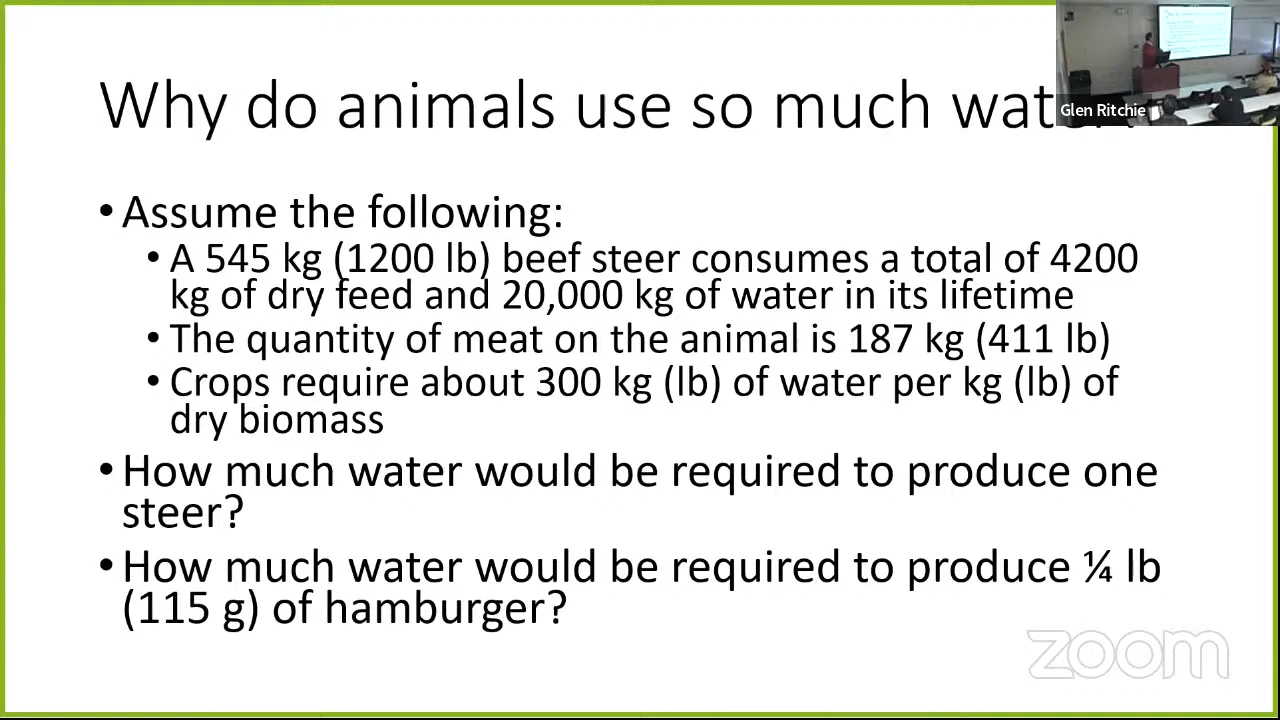 Why do animals use so much water?
Glen Ritchie
• Assume the following:
• A 545 kg (1200 lb) beef steer consumes a total of 4200
kg of dry feed and 20,000 kg of water in its lifetime
• The quantity of meat on the animal is 187 kg (411 lb)
• Crops require about 300 kg (lb) of water per kg (lb) of
dry biomass
• How much water would be required to produce one
steer?
• How much water would be required to produce ¼ lb
(115 g) of hamburger?
zoom